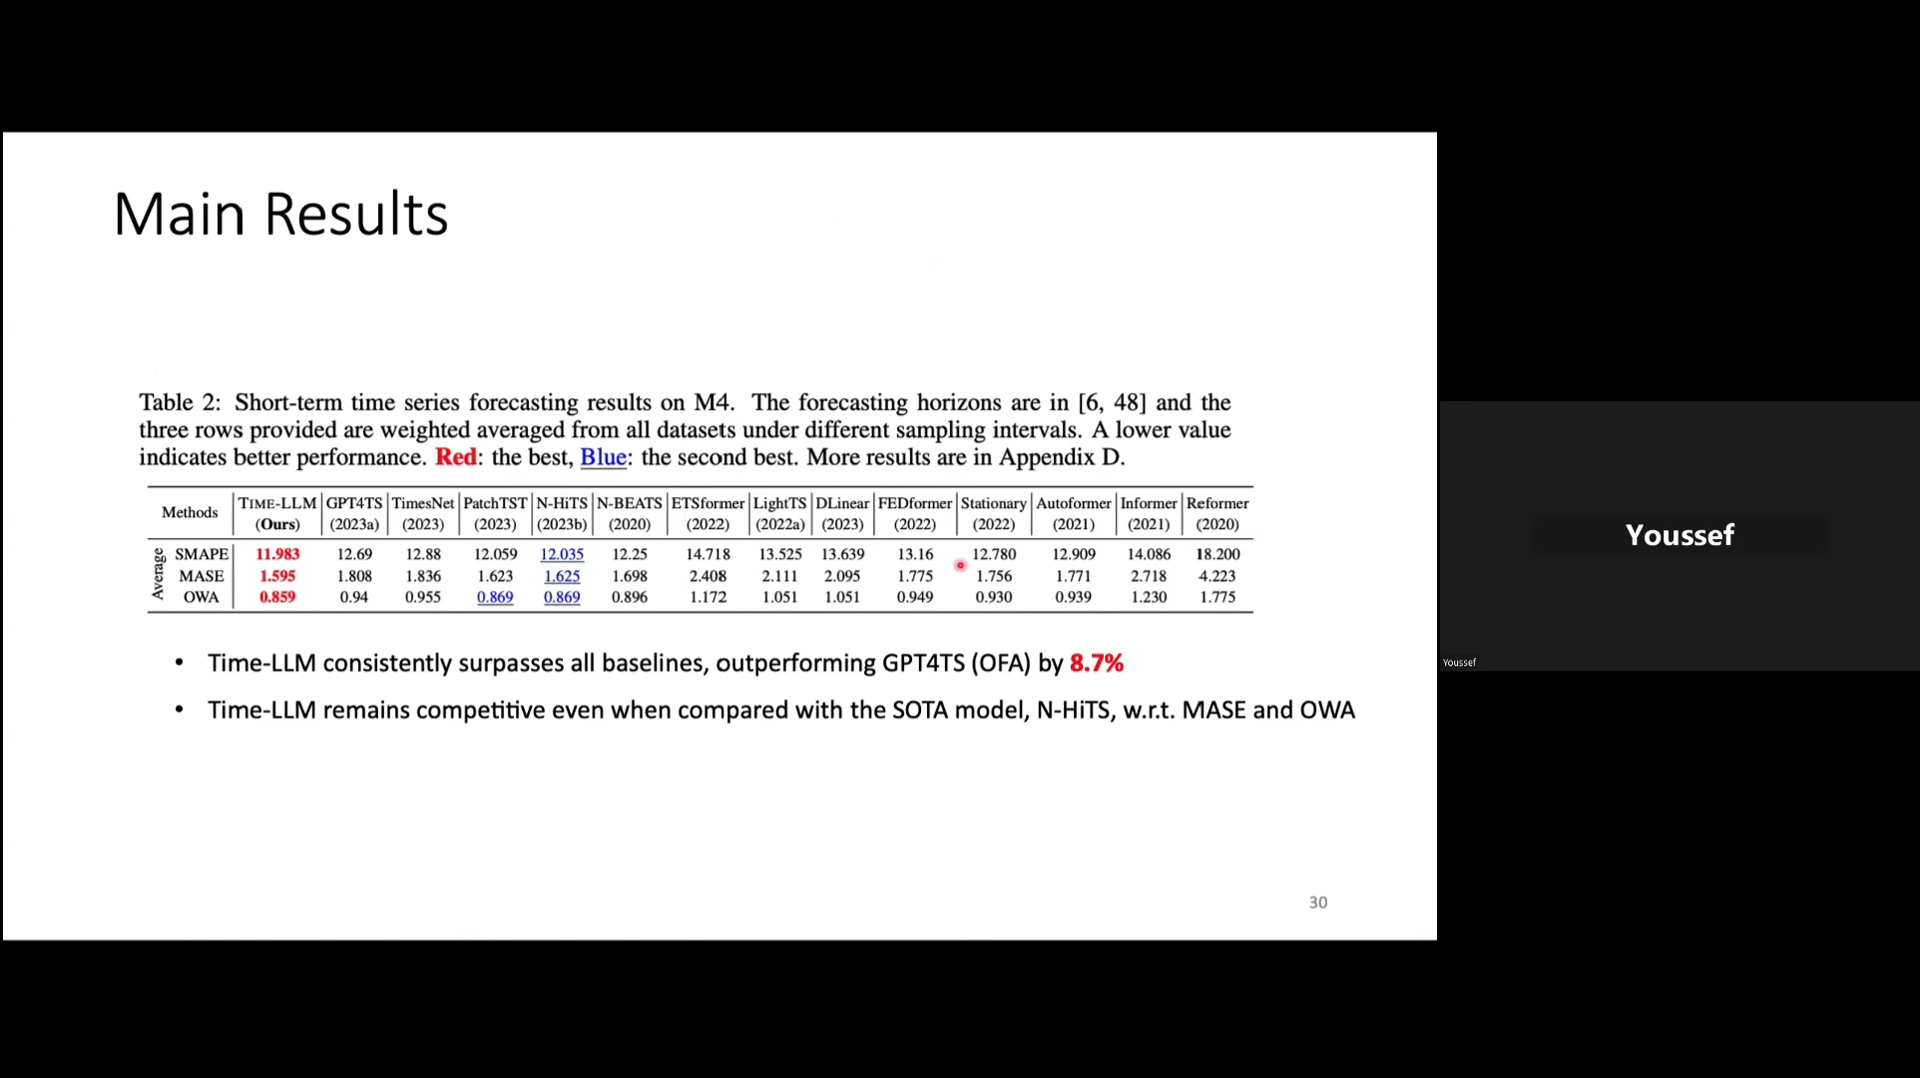 Main Results
Table 2: Short-term time series forecasting results on M4. The forecasting horizons are in [6, 48] and the
three rows provided are weighted averaged from all datasets under different sampling intervals. A lower value
indicates better performance. Red: the best, Blue: the second best. More results are in Appendix D.
Methods TIME-LLM GPT4TS TimesNet PatchTST N-HiTS N-BEATS ETSformer LightTS DLinear FEDformer Stationary Autoformer Informer Reformer
(Ours) (2023a) (2023) (2023) (2023b) (2020) (2022) (2022a) (2023) (2022) (2022) (2021) (2021) (2020)
Average
SMAPE 11.983 12.69 12.88 12.059 12.035 12.25 14.718 13.525 13.639 13.16 12.780 12.909 14.086 18.200
MASE 1.595 1.808 1.836 1.623 1.625 1.698 2.408 2.111 2.095 1.775 1.756 1.771 2.718 4.223
OWA 0.859 0.94 0.955 0.869 0.869 0.896 1.172 1.051 1.051 0.949 0.930 0.939 1.230 1.775
• Time-LLM consistently surpasses all baselines, outperforming GPT4TS (OFA) by 8.7%
• Time-LLM remains competitive even when compared with the SOTA model, N-HiTS, w.r.t. MASE and OWA
30
Youssef
Youssef